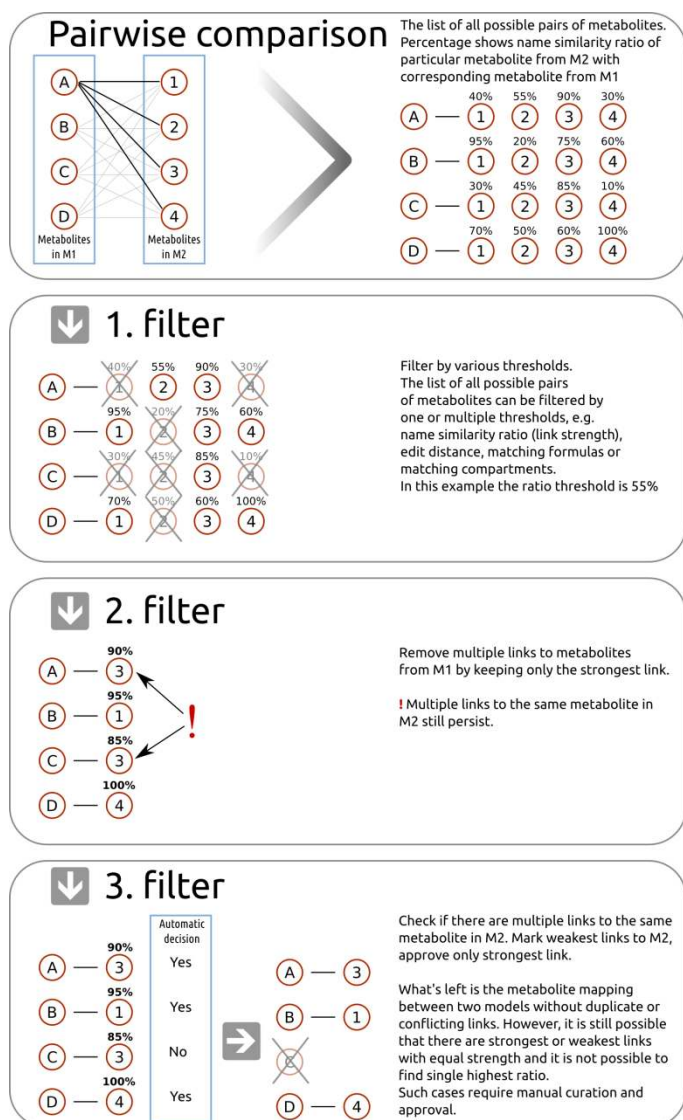 Pairwise comparison
A
B
C
D
1
2
3
4
Metabolites
in M1
Metabolites
in M2
The list of all possible pairs of metabolites.
Percentage shows name similarity ratio of
particular metabolite from M2 with
corresponding metabolite from M1
40% 55% 90% 30%
A 1 2 3 4
95% 20% 75% 60%
B 1 2 3 4
30% 45% 85% 10%
C 1 2 3 4
70% 50% 60% 100%
D 1 2 3 4
1. filter
40% 55% 90% 30%
A 1 2 3 4
95% 20% 75% 60%
B 1 2 3 4
30% 45% 85% 10%
C 1 2 3 4
70% 50% 60% 100%
D 1 2 3 4
Filter by various thresholds.
The list of all possible pairs
of metabolites can be filtered by
one or multiple thresholds, e.g.
name similarity ratio (link strength),
edit distance, matching formulas or
matching compartments.
In this example the ratio threshold is 55%
2. filter
90%
A 3
95%
B 1
85%
C 3
100%
D 4
!
Remove multiple links to metabolites
from M1 by keeping only the strongest link.
! Multiple links to the same metabolite in
M2 still persist.
3. filter
Automatic
decision
90%
A 3 Yes
95%
B 1 Yes
85%
C 3 No
100%
D 4 Yes
A 3
B 1
C
D 4
Check if there are multiple links to the same
metabolite in M2. Mark weakest links to M2,
approve only strongest link.
What's left is the metabolite mapping
between two models without duplicate or
conflicting links. However, it is still possible
that there are strongest or weakest links
with equal strength and it is not possible to
find single highest ratio.
Such cases require manual curation and
approval.